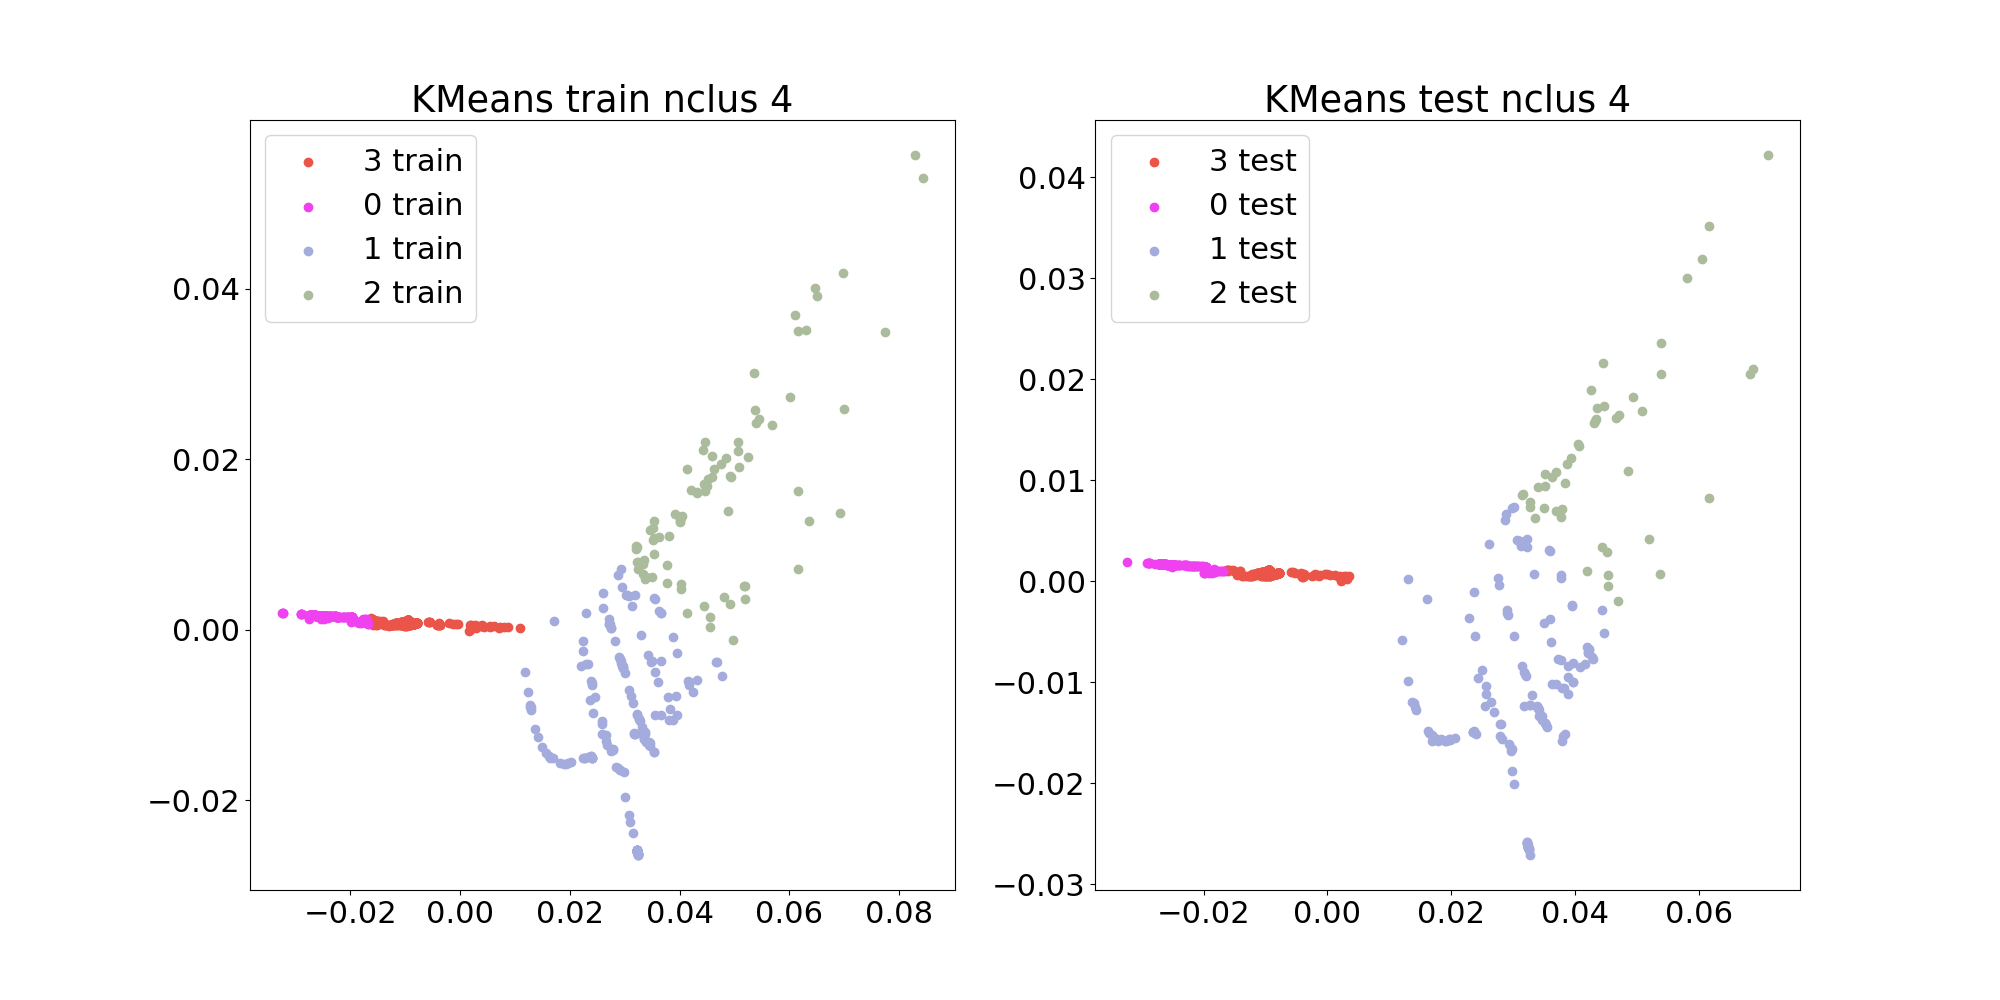 KMeans train nclus 4
3 train
0 train
1 train
2 train
0.04
0.02
0.00
−0.02
−0.02 0.00 0.02 0.04 0.06 0.08
KMeans test nclus 4
3 test
0 test
1 test
2 test
0.04
0.03
0.02
0.01
0.00
−0.01
−0.02
−0.03
−0.02 0.00 0.02 0.04 0.06